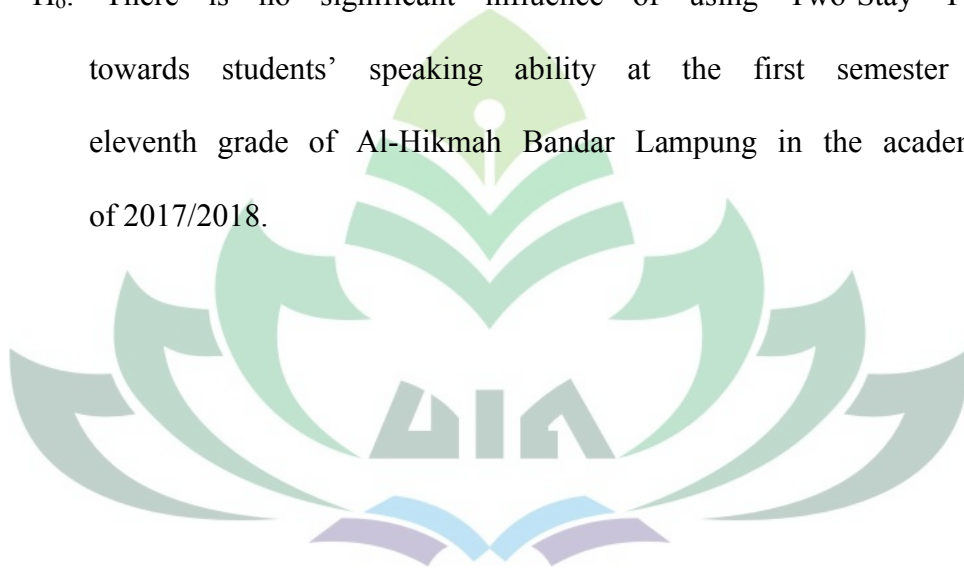 H₀: There is no significant influence of using Two-Stay
towards students’ speaking ability at the first semester
eleventh grade of Al-Hikmah Bandar Lampung in the
of 2017/2018.
UIN